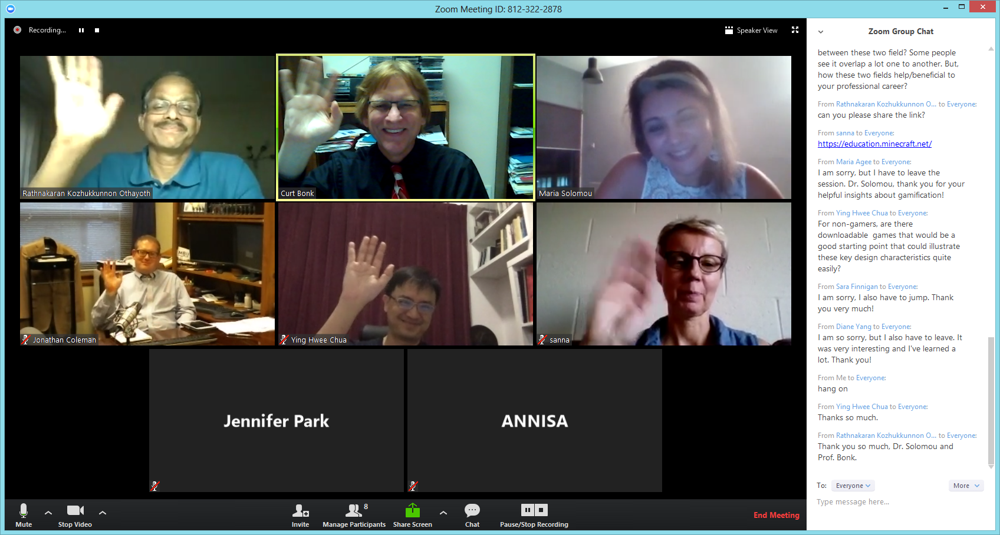 Zoom Meeting ID: 812-322-2878
Recording...
Speaker View
Rathnakaran Kozhukkunnon Othayoth
Curt Bonk
Maria Solomou
MBU
Jonathan Coleman
Ying Hwee Chua
sanna
Jennifer Park
ANNISA
Mute
Stop Video
Invite
8
Manage Participants
Share Screen
Chat
Pause/Stop Recording
End Meeting
Zoom Group Chat
between these two field? Some people
see it overlap a lot one to another. But,
how these two fields help/beneficial to
your professional career?
From Rathnakaran Kozhukkunnon O... to Everyone:
can you please share the link?
From sanna to Everyone:
https://education.minecraft.net/
From Maria Agee to Everyone:
I am sorry, but I have to leave the
session. Dr. Solomou, thank you for your
helpful insights about gamification!
From Ying Hwee Chua to Everyone:
For non-gamers, are there
downloadable  games that would be a
good starting point that could illustrate
these key design characteristics quite
easily?
From Sara Finnigan to Everyone:
I am sorry, I also have to jump. Thank
you very much!
From Diane Yang to Everyone:
I am so sorry, but I also have to leave. It
was very interesting and I've learned a
lot. Thank you!
From Me to Everyone:
hang on
From Ying Hwee Chua to Everyone:
Thanks so much.
From Rathnakaran Kozhukkunnon O... to Everyone:
Thank you so much, Dr. Solomou and
Prof. Bonk.
To: Everyone
More
Type message here...